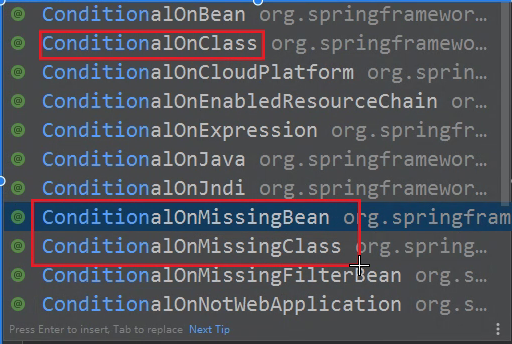 @ ConditionalOnBean org.springframewor…
@ ConditionalOnClass org.springframewo…
@ ConditionalOnCloudPlatform org.sprin…
@ ConditionalOnEnabledResourceChain or…
@ ConditionalOnExpression org.springfr…
@ ConditionalOnJava org.springframewor…
@ ConditionalOnJndi org.springframewor…
@ ConditionalOnMissingBean org.springfram
@ ConditionalOnMissingClass org.spring…
@ ConditionalOnMissingFilterBean org.s…
@ ConditionalOnNotWebApplication org.s…
Press Enter to insert, Tab to replace Next Tip